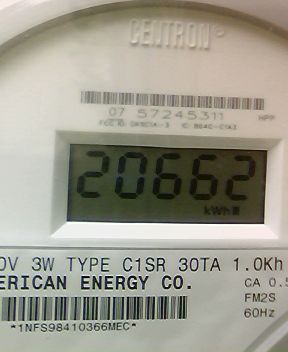 CENTRON®
07 57245311 HPP
20662
kWh
0V 3W TYPE C1SR 30TA 1.0Kh
ERICAN ENERGY CO. CA 0.5
FM2S
*1NFS98410366MEC* 60Hz